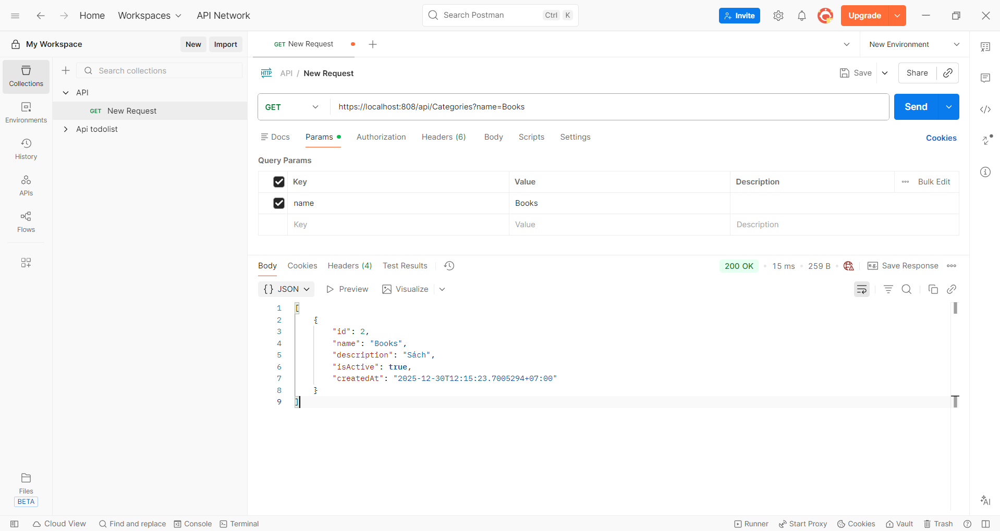 Home Workspaces API Network Search Postman Ctrl K Invite Upgrade
My Workspace New Import GET New Request New Environment
Search collections
Collections
API
GET New Request
Api todolist
Environments
History
APIs
Flows
Files
BETA
HTTP API / New Request Save Share
GET https://localhost:808/api/Categories?name=Books Send
Docs Params Authorization Headers (6) Body Scripts Settings Cookies
Query Params
Key Value Description Bulk Edit
name Books
Key Value Description
Body Cookies Headers (4) Test Results 200 OK 15 ms 259 B e.g. Save Response
{} JSON Preview Visualize
1 [
2 {
3 "id": 2,
4 "name": "Books",
5 "description": "Sách",
6 "isActive": true,
7 "createdAt": "2025-12-30T12:15:23.7005294+07:00"
8 }
9 ]
AI
Cloud View Find and replace Console Terminal Runner Start Proxy Cookies Vault Trash